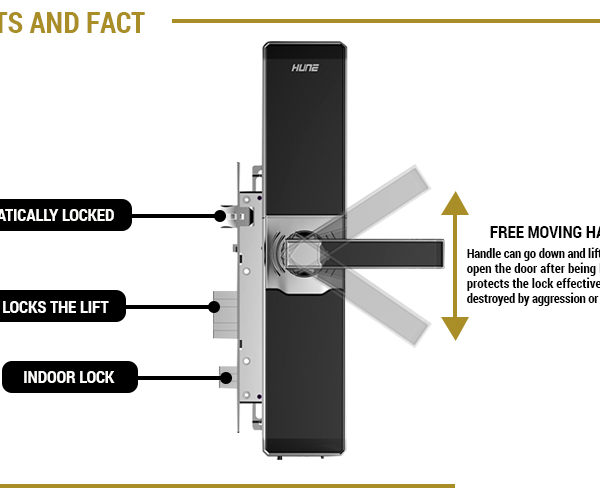 TS AND FACT
HUNE
ATICALLY LOCKED
LOCKS THE LIFT
INDOOR LOCK
FREE MOVING HA
Handle can go down and lift
open the door after being
protects the lock effective
destroyed by aggression or